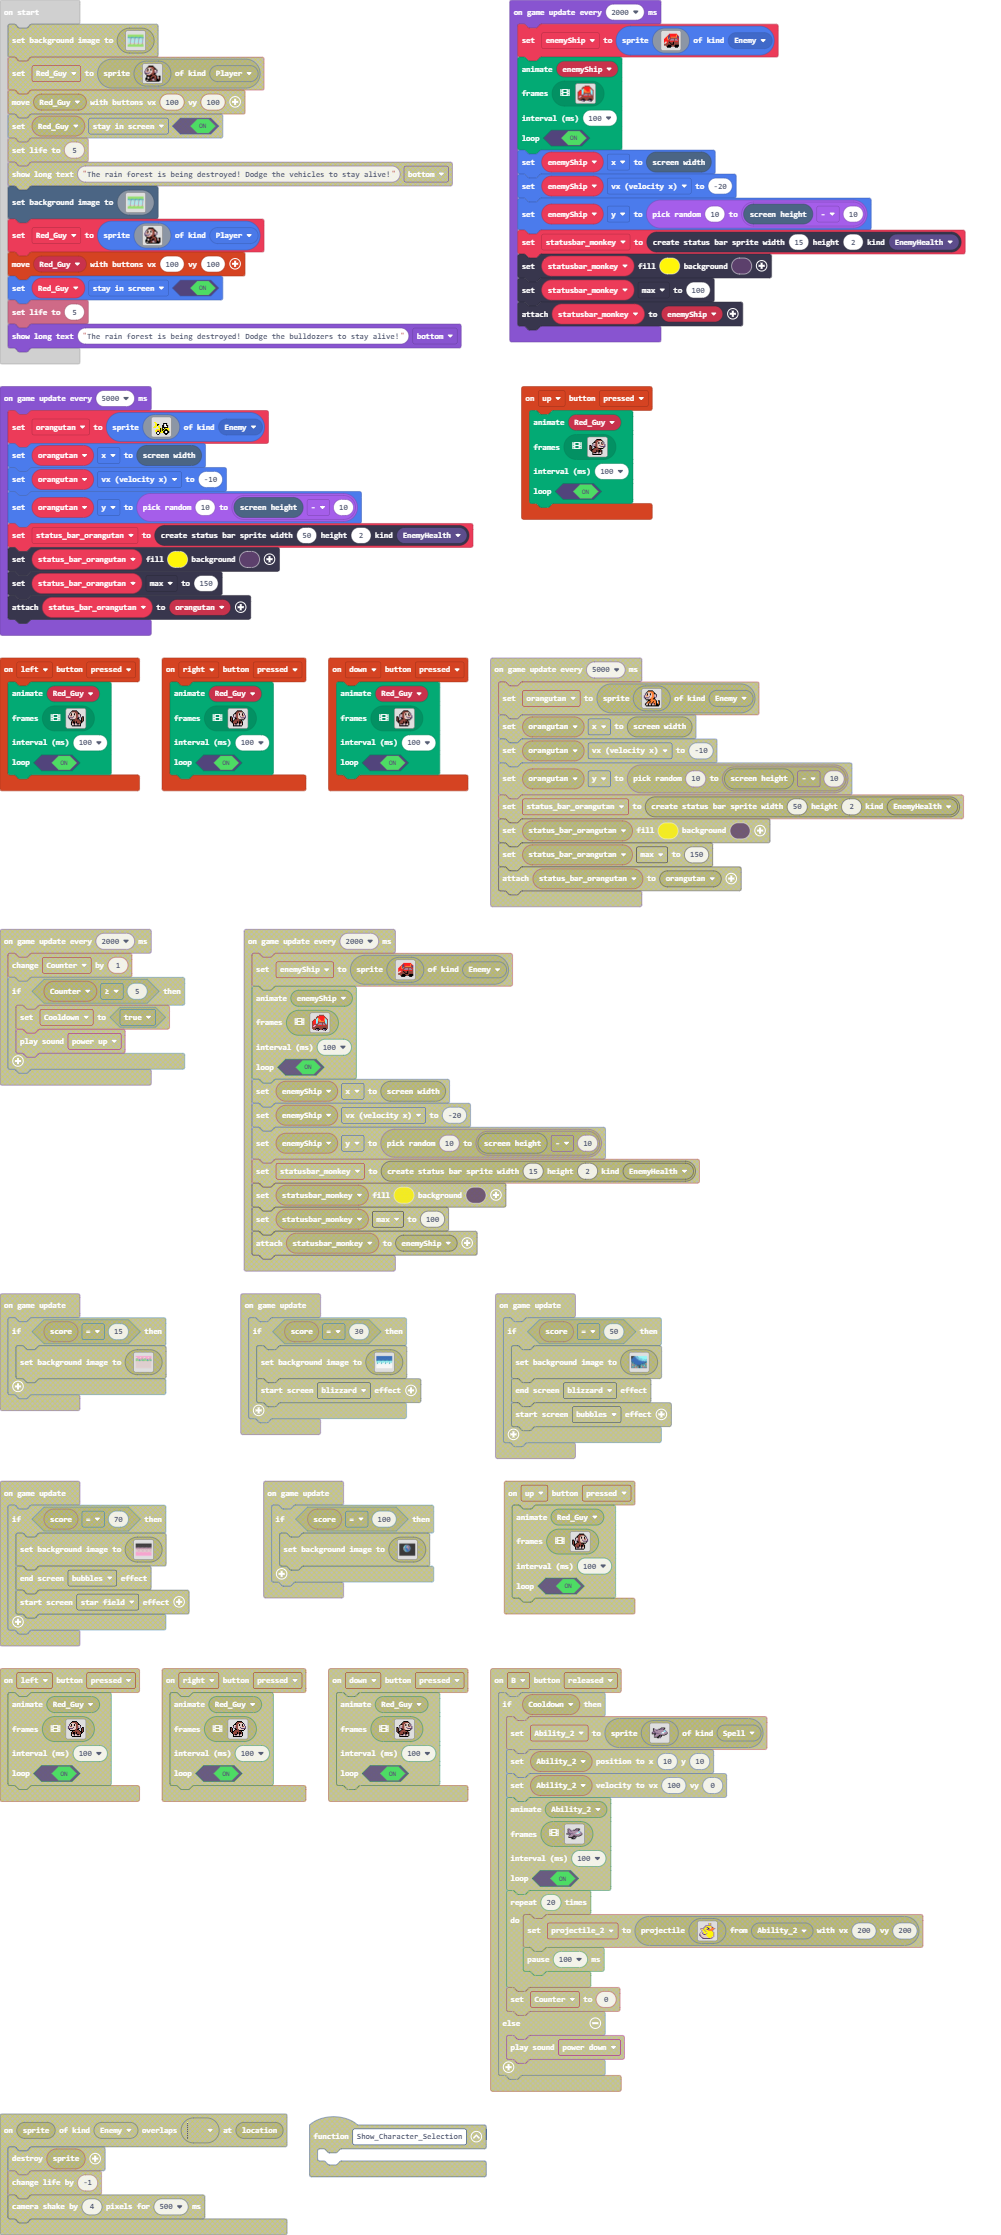 on start
set background image to
set Red_Guy to sprite of kind Player
move Red_Guy with buttons vx 100 vy 100
set Red_Guy stay in screen ON
set life to 5
show long text "The rain forest is being destroyed! Dodge the vehicles to stay alive!" bottom
set background image to
set Red_Guy to sprite of kind Player
move Red_Guy with buttons vx 100 vy 100
set Red_Guy stay in screen ON
set life to 5
show long text "The rain forest is being destroyed! Dodge the bulldozers to stay alive!" bottom
on game update every 2000 ms
set enemyShip to sprite of kind Enemy
animate enemyShip
frames
interval (ms) 100
loop ON
set enemyShip x to screen width
set enemyShip vx (velocity x) to -20
set enemyShip y to pick random 10 to screen height - 10
set statusbar_monkey to create status bar sprite width 15 height 2 kind EnemyHealth
set statusbar_monkey fill background
set statusbar_monkey max to 100
attach statusbar_monkey to enemyShip
on game update every 5000 ms
set orangutan to sprite of kind Enemy
set orangutan x to screen width
set orangutan vx (velocity x) to -10
set orangutan y to pick random 10 to screen height - 10
set status_bar_orangutan to create status bar sprite width 50 height 2 kind EnemyHealth
set status_bar_orangutan fill background
set status_bar_orangutan max to 150
attach status_bar_orangutan to orangutan
on up button pressed
animate Red_Guy
frames
interval (ms) 100
loop ON
on left button pressed
animate Red_Guy
frames
interval (ms) 100
loop ON
on right button pressed
animate Red_Guy
frames
interval (ms) 100
loop ON
on down button pressed
animate Red_Guy
frames
interval (ms) 100
loop ON
on game update every 5000 ms
set orangutan to sprite of kind Enemy
set orangutan x to screen width
set orangutan vx (velocity x) to -10
set orangutan y to pick random 10 to screen height - 10
set status_bar_orangutan to create status bar sprite width 50 height 2 kind EnemyHealth
set status_bar_orangutan fill background
set status_bar_orangutan max to 150
attach status_bar_orangutan to orangutan
on game update every 2000 ms
change Counter by 1
if Counter ≥ 5 then
set Cooldown to true
play sound power up
on game update every 2000 ms
set enemyShip to sprite of kind Enemy
animate enemyShip
frames
interval (ms) 100
loop ON
set enemyShip x to screen width
set enemyShip vx (velocity x) to -20
set enemyShip y to pick random 10 to screen height - 10
set statusbar_monkey to create status bar sprite width 15 height 2 kind EnemyHealth
set statusbar_monkey fill background
set statusbar_monkey max to 100
attach statusbar_monkey to enemyShip
on game update
if score = 15 then
set background image to
on game update
if score = 30 then
set background image to
start screen blizzard effect
on game update
if score = 50 then
set background image to
end screen blizzard effect
start screen bubbles effect
on game update
if score = 70 then
set background image to
end screen bubbles effect
start screen star field effect
on game update
if score = 100 then
set background image to
on up button pressed
animate Red_Guy
frames
interval (ms) 100
loop ON
on left button pressed
animate Red_Guy
frames
interval (ms) 100
loop ON
on right button pressed
animate Red_Guy
frames
interval (ms) 100
loop ON
on down button pressed
animate Red_Guy
frames
interval (ms) 100
loop ON
on B button released
if Cooldown then
set Ability_2 to sprite of kind Spell
set Ability_2 position to x 10 y 10
set Ability_2 velocity to vx 100 vy 0
animate Ability_2
frames
interval (ms) 100
loop ON
repeat 20 times
do
set projectile_2 to projectile from Ability_2 with vx 200 vy 200
pause 100 ms
set Counter to 0
else
play sound power down
on sprite of kind Enemy overlaps at location
destroy sprite
change life by -1
camera shake by 4 pixels for 500 ms
function Show_Character_Selection